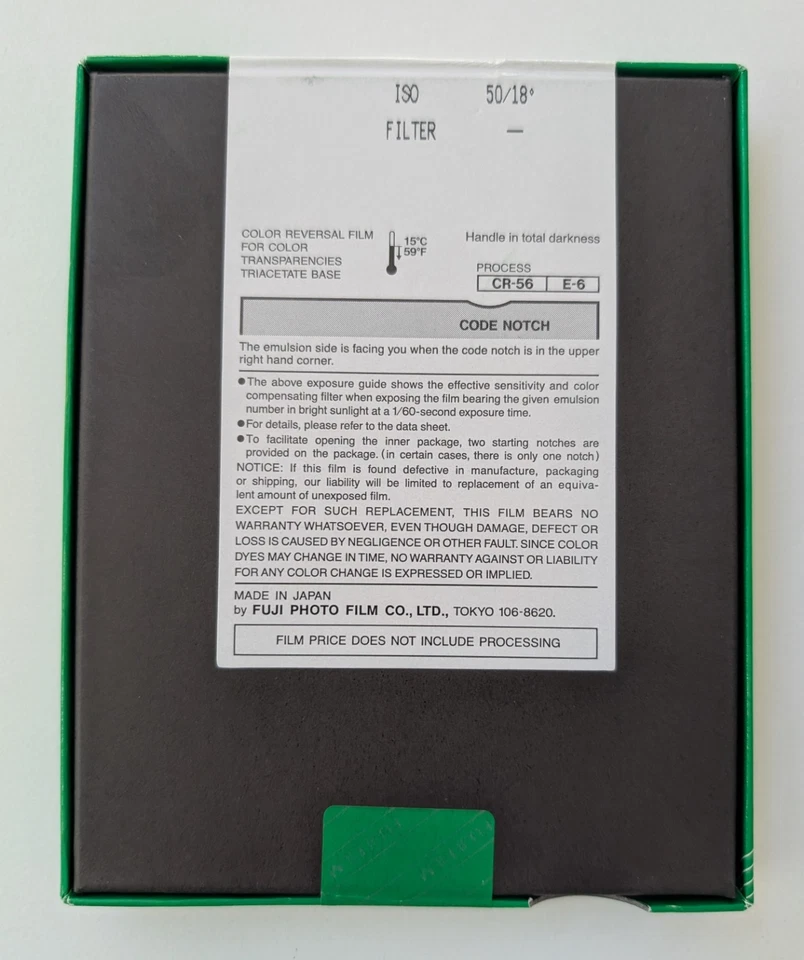 ISO 50/18°
FILTER —
COLOR REVERSAL FILM
FOR COLOR
TRANSPARENCIES
TRIACETATE BASE
15°C
59°F
Handle in total darkness
PROCESS
CR-56 E-6
CODE NOTCH
The emulsion side is facing you when the code notch is in the upper
right hand corner.
●The above exposure guide shows the effective sensitivity and color
compensating filter when exposing the film bearing the given emulsion
number in bright sunlight at a 1/60-second exposure time.
●For details, please refer to the data sheet.
●To facilitate opening the inner package, two starting notches are
provided on the package. (in certain cases, there is only one notch)
NOTICE: If this film is found defective in manufacture, packaging
or shipping, our liability will be limited to replacement of an equiva-
lent amount of unexposed film.
EXCEPT FOR SUCH REPLACEMENT, THIS FILM BEARS NO
WARRANTY WHATSOEVER, EVEN THOUGH DAMAGE, DEFECT OR
LOSS IS CAUSED BY NEGLIGENCE OR OTHER FAULT. SINCE COLOR
DYES MAY CHANGE IN TIME, NO WARRANTY AGAINST OR LIABILITY
FOR ANY COLOR CHANGE IS EXPRESSED OR IMPLIED.
MADE IN JAPAN
by FUJI PHOTO FILM CO., LTD., TOKYO 106-8620.
FILM PRICE DOES NOT INCLUDE PROCESSING